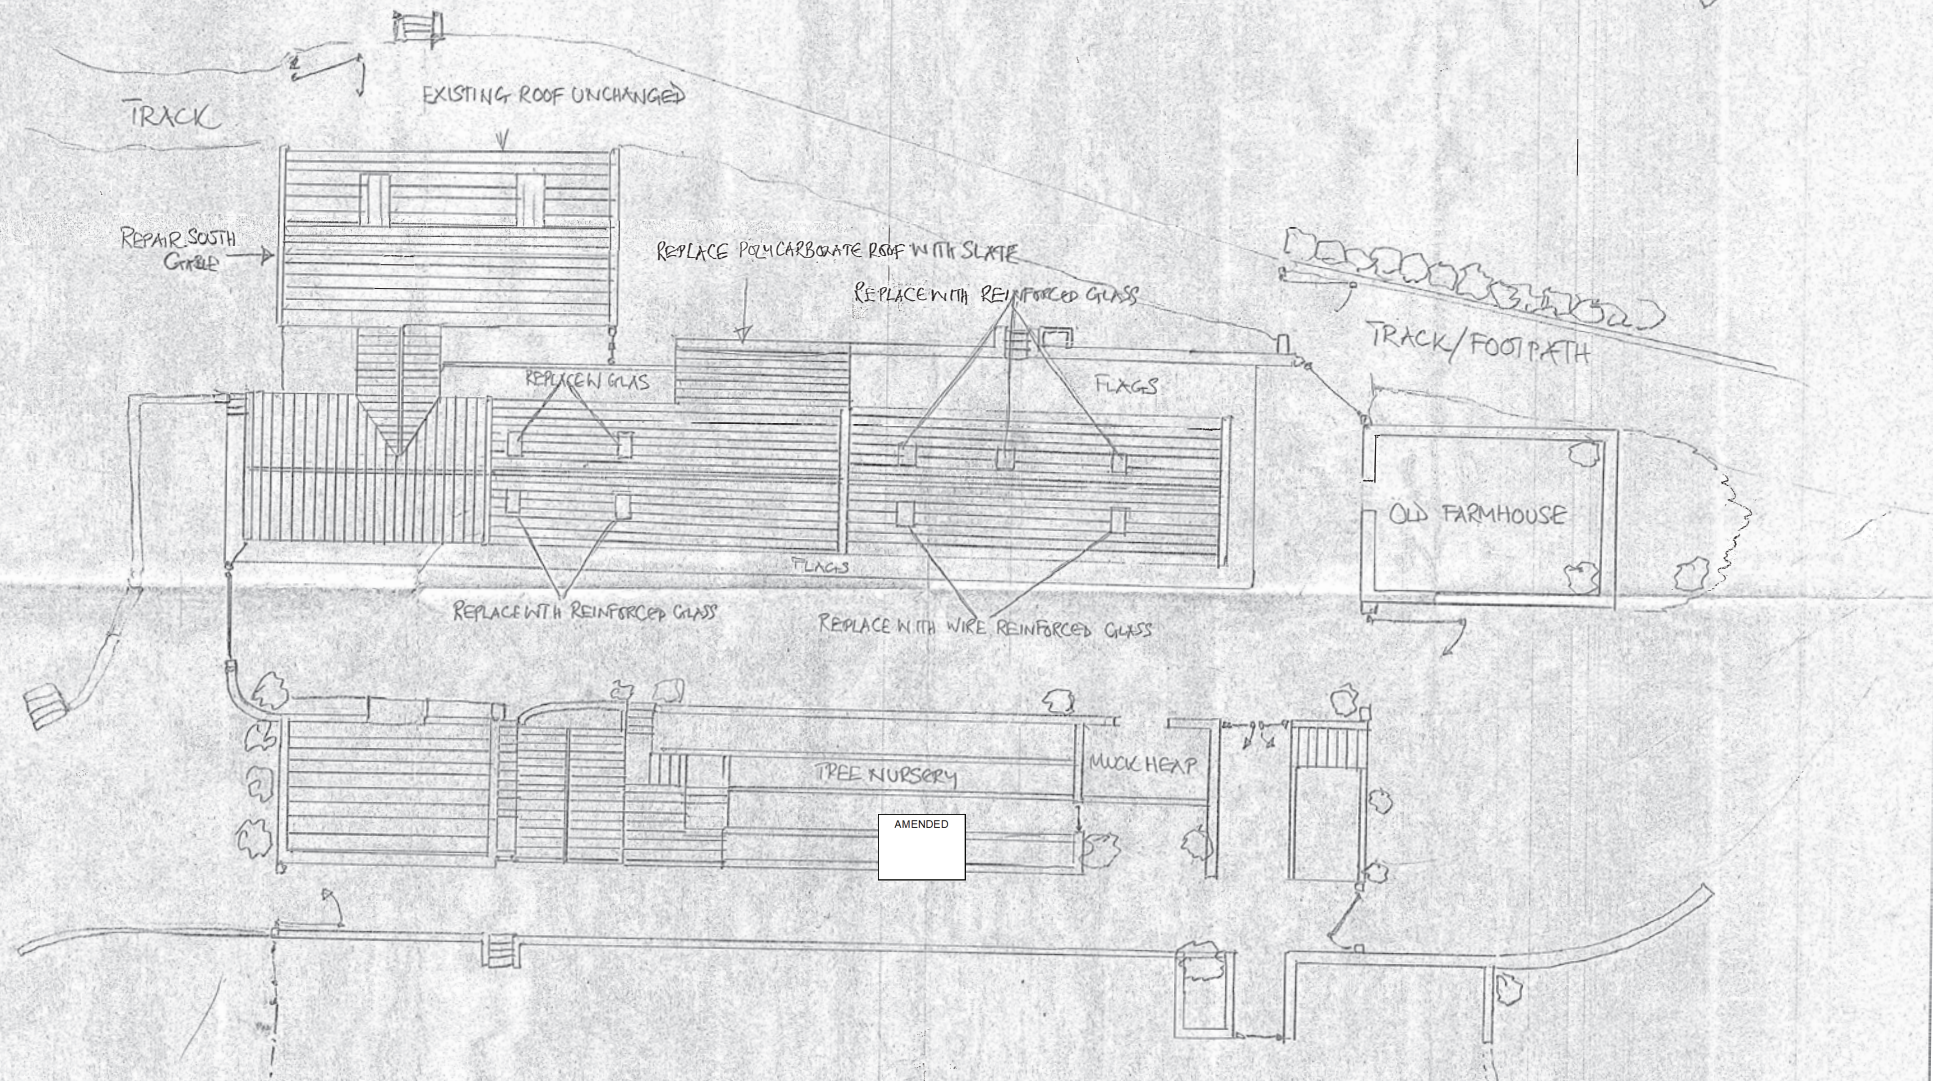 EXISTING ROOF UNCHANGED
TRACK
REPAIR SOUTH
GABLE
REPLACE POLYCARBONATE ROOF WITH SLATE
REPLACE WITH REINFORCED GLASS
TRACK/FOOTPATH
REPLACE W GLAS
FLAGS
OLD FARMHOUSE
FLAGS
REPLACE WTH REINFORCED GLASS
REPLACE WITH WIRE REINFORCED GLASS
TREE NURSERY
MUCK HEAP
AMENDED